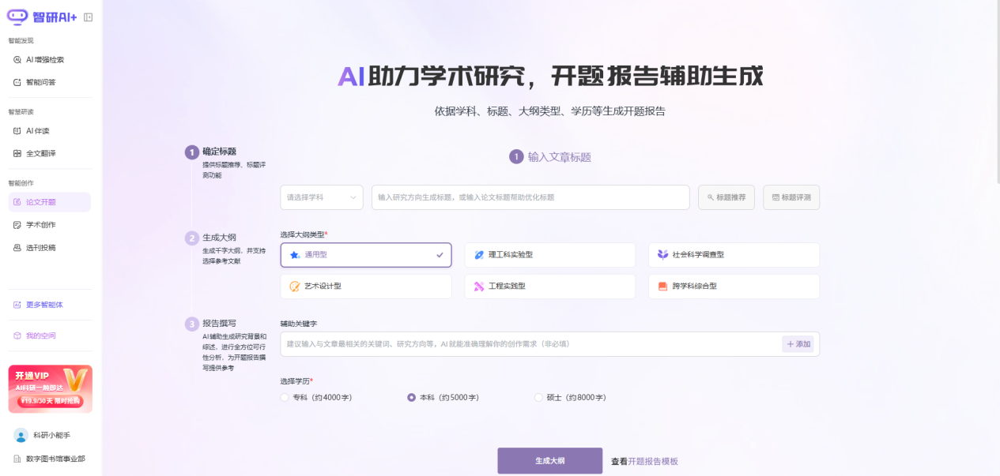 智研AI+
智能发现
AI增强检索
智能问答
智慧研读
AI伴读
全文翻译
智能创作
论文开题
学术创作
选刊投稿
更多智能体
我的空间
开通VIP
AI科研一触即达
¥19.9/30天 限时抢购
科研小能手
数字图书馆事业部
AI助力学术研究，开题报告辅助生成
依据学科、标题、大纲类型、学历等生成开题报告
1 确定标题
提供标题推荐、标题评
测功能
1 输入文章标题
请选择学科
输入研究方向生成标题，或输入论文标题帮助优化标题
标题推荐
标题评测
2 生成大纲
生成千字大纲，并支持
选择参考文献
选择大纲类型*
通用型
理工科实验型
社会科学调查型
艺术设计型
工程实践型
跨学科综合型
3 报告撰写
AI辅助生成研究背景和
综述，进行全方位可行
性分析，为开题报告撰
写提供参考
辅助关键字
建议输入与文章最相关的关键词、研究方向等，AI就能准确理解你的创作需求（非必填）
+ 添加
选择学历*
专科（约4000字）
本科（约5000字）
硕士（约8000字）
生成大纲
查看开题报告模板